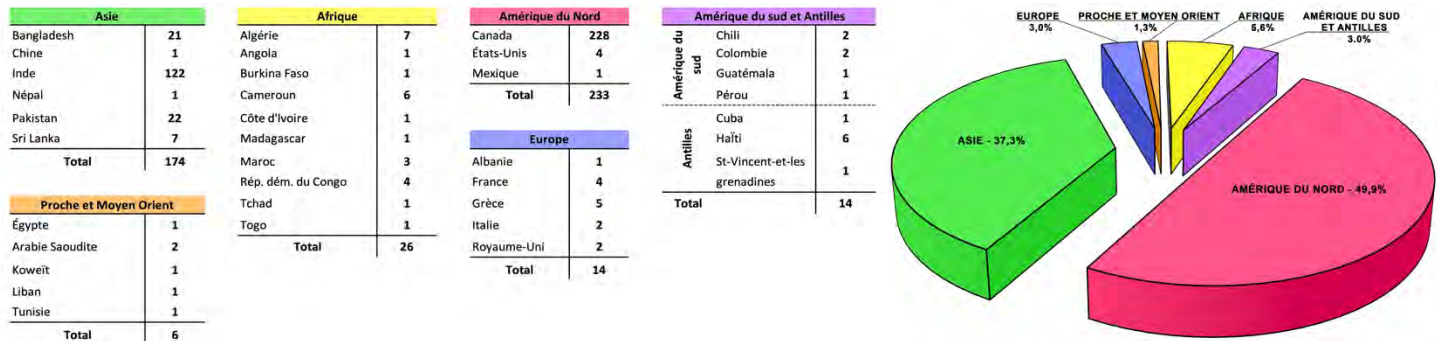 Asie
Bangladesh 21
Chine 1
Inde 122
Népal 1
Pakistan 22
Sri Lanka 7
Total 174
Proche et Moyen Orient
Égypte 1
Arabie Saoudite 2
Koweït 1
Liban 1
Tunisie 1
Total 6
Afrique
Algérie 7
Angola 1
Burkina Faso 1
Cameroun 6
Côte d'Ivoire 1
Madagascar 1
Maroc 3
Rép. dém. du Congo 4
Tchad 1
Togo 1
Total 26
Amérique du Nord
Canada 228
États-Unis 4
Mexique 1
Total 233
Europe
Albanie 1
France 4
Grèce 5
Italie 2
Royaume-Uni 2
Total 14
Amérique du sud et Antilles
Amérique du
sud
Chili 2
Colombie 2
Guatémala 1
Pérou 1
Antilles
Cuba 1
HaÏti 6
St-Vincent-et-les
grenadines 1
Total 14
EUROPE
3,0%
PROCHE ET MOYEN ORIENT
1,3%
AFRIQUE
5,6%
AMÉRIQUE DU SUD
ET ANTILLES
3.0%
ASIE - 37,3%
AMÉRIQUE DU NORD - 49,9%